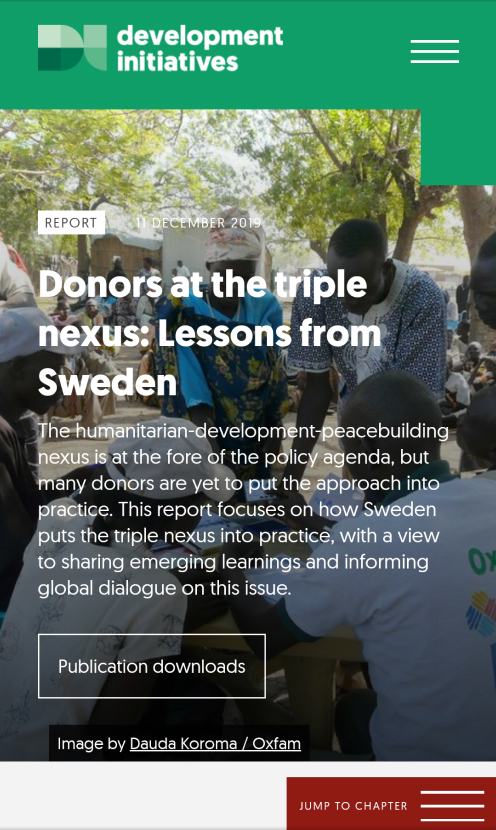 development
initiatives
REPORT
11 DECEMBER 2019
Donors at the triple
nexus: Lessons from
Sweden
The humanitarian-development-peacebuilding
nexus is at the fore of the policy agenda, but
many donors are yet to put the approach into
practice. This report focuses on how Sweden
puts the triple nexus into practice, with a view
to sharing emerging learnings and informing
global dialogue on this issue.
Publication downloads
Image by Dauda Koroma / Oxfam
JUMP TO CHAPTER